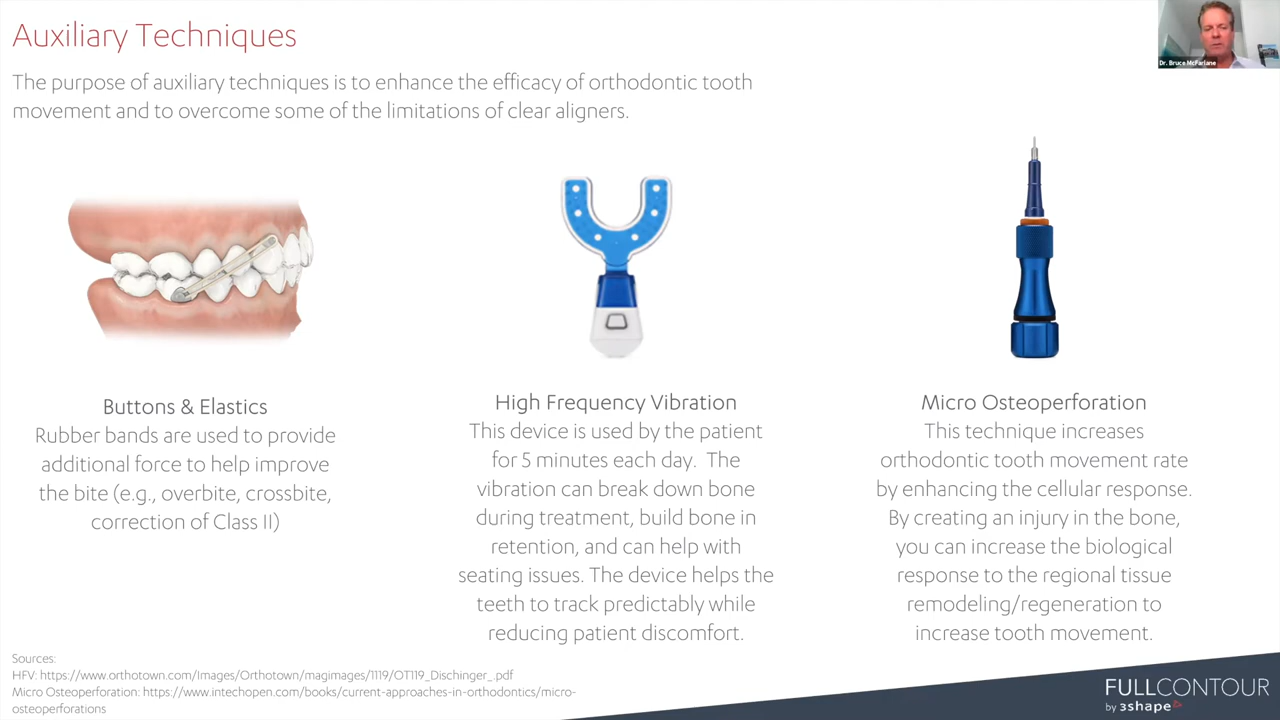 Auxiliary Techniques
The purpose of auxiliary techniques is to enhance the efficacy of orthodontic tooth
movement and to overcome some of the limitations of clear aligners.
Dr. Bruce McFarlane
Buttons & Elastics
Rubber bands are used to provide
additional force to help improve
the bite (e.g., overbite, crossbite,
correction of Class II)
High Frequency Vibration
This device is used by the patient
for 5 minutes each day. The
vibration can break down bone
during treatment, build bone in
retention, and can help with
seating issues. The device helps the
teeth to track predictably while
reducing patient discomfort.
Micro Osteoperforation
This technique increases
orthodontic tooth movement rate
by enhancing the cellular response.
By creating an injury in the bone,
you can increase the biological
response to the regional tissue
remodeling/regeneration to
increase tooth movement.
Sources:
HFV: https://www.orthotown.com/Images/Orthotown/magimages/1119/OT119_Dischinger_.pdf
Micro Osteoperforation: https://www.intechopen.com/books/current-approaches-in-orthodontics/micro-
osteoperforations
FULLCONTOUR
by 3shape